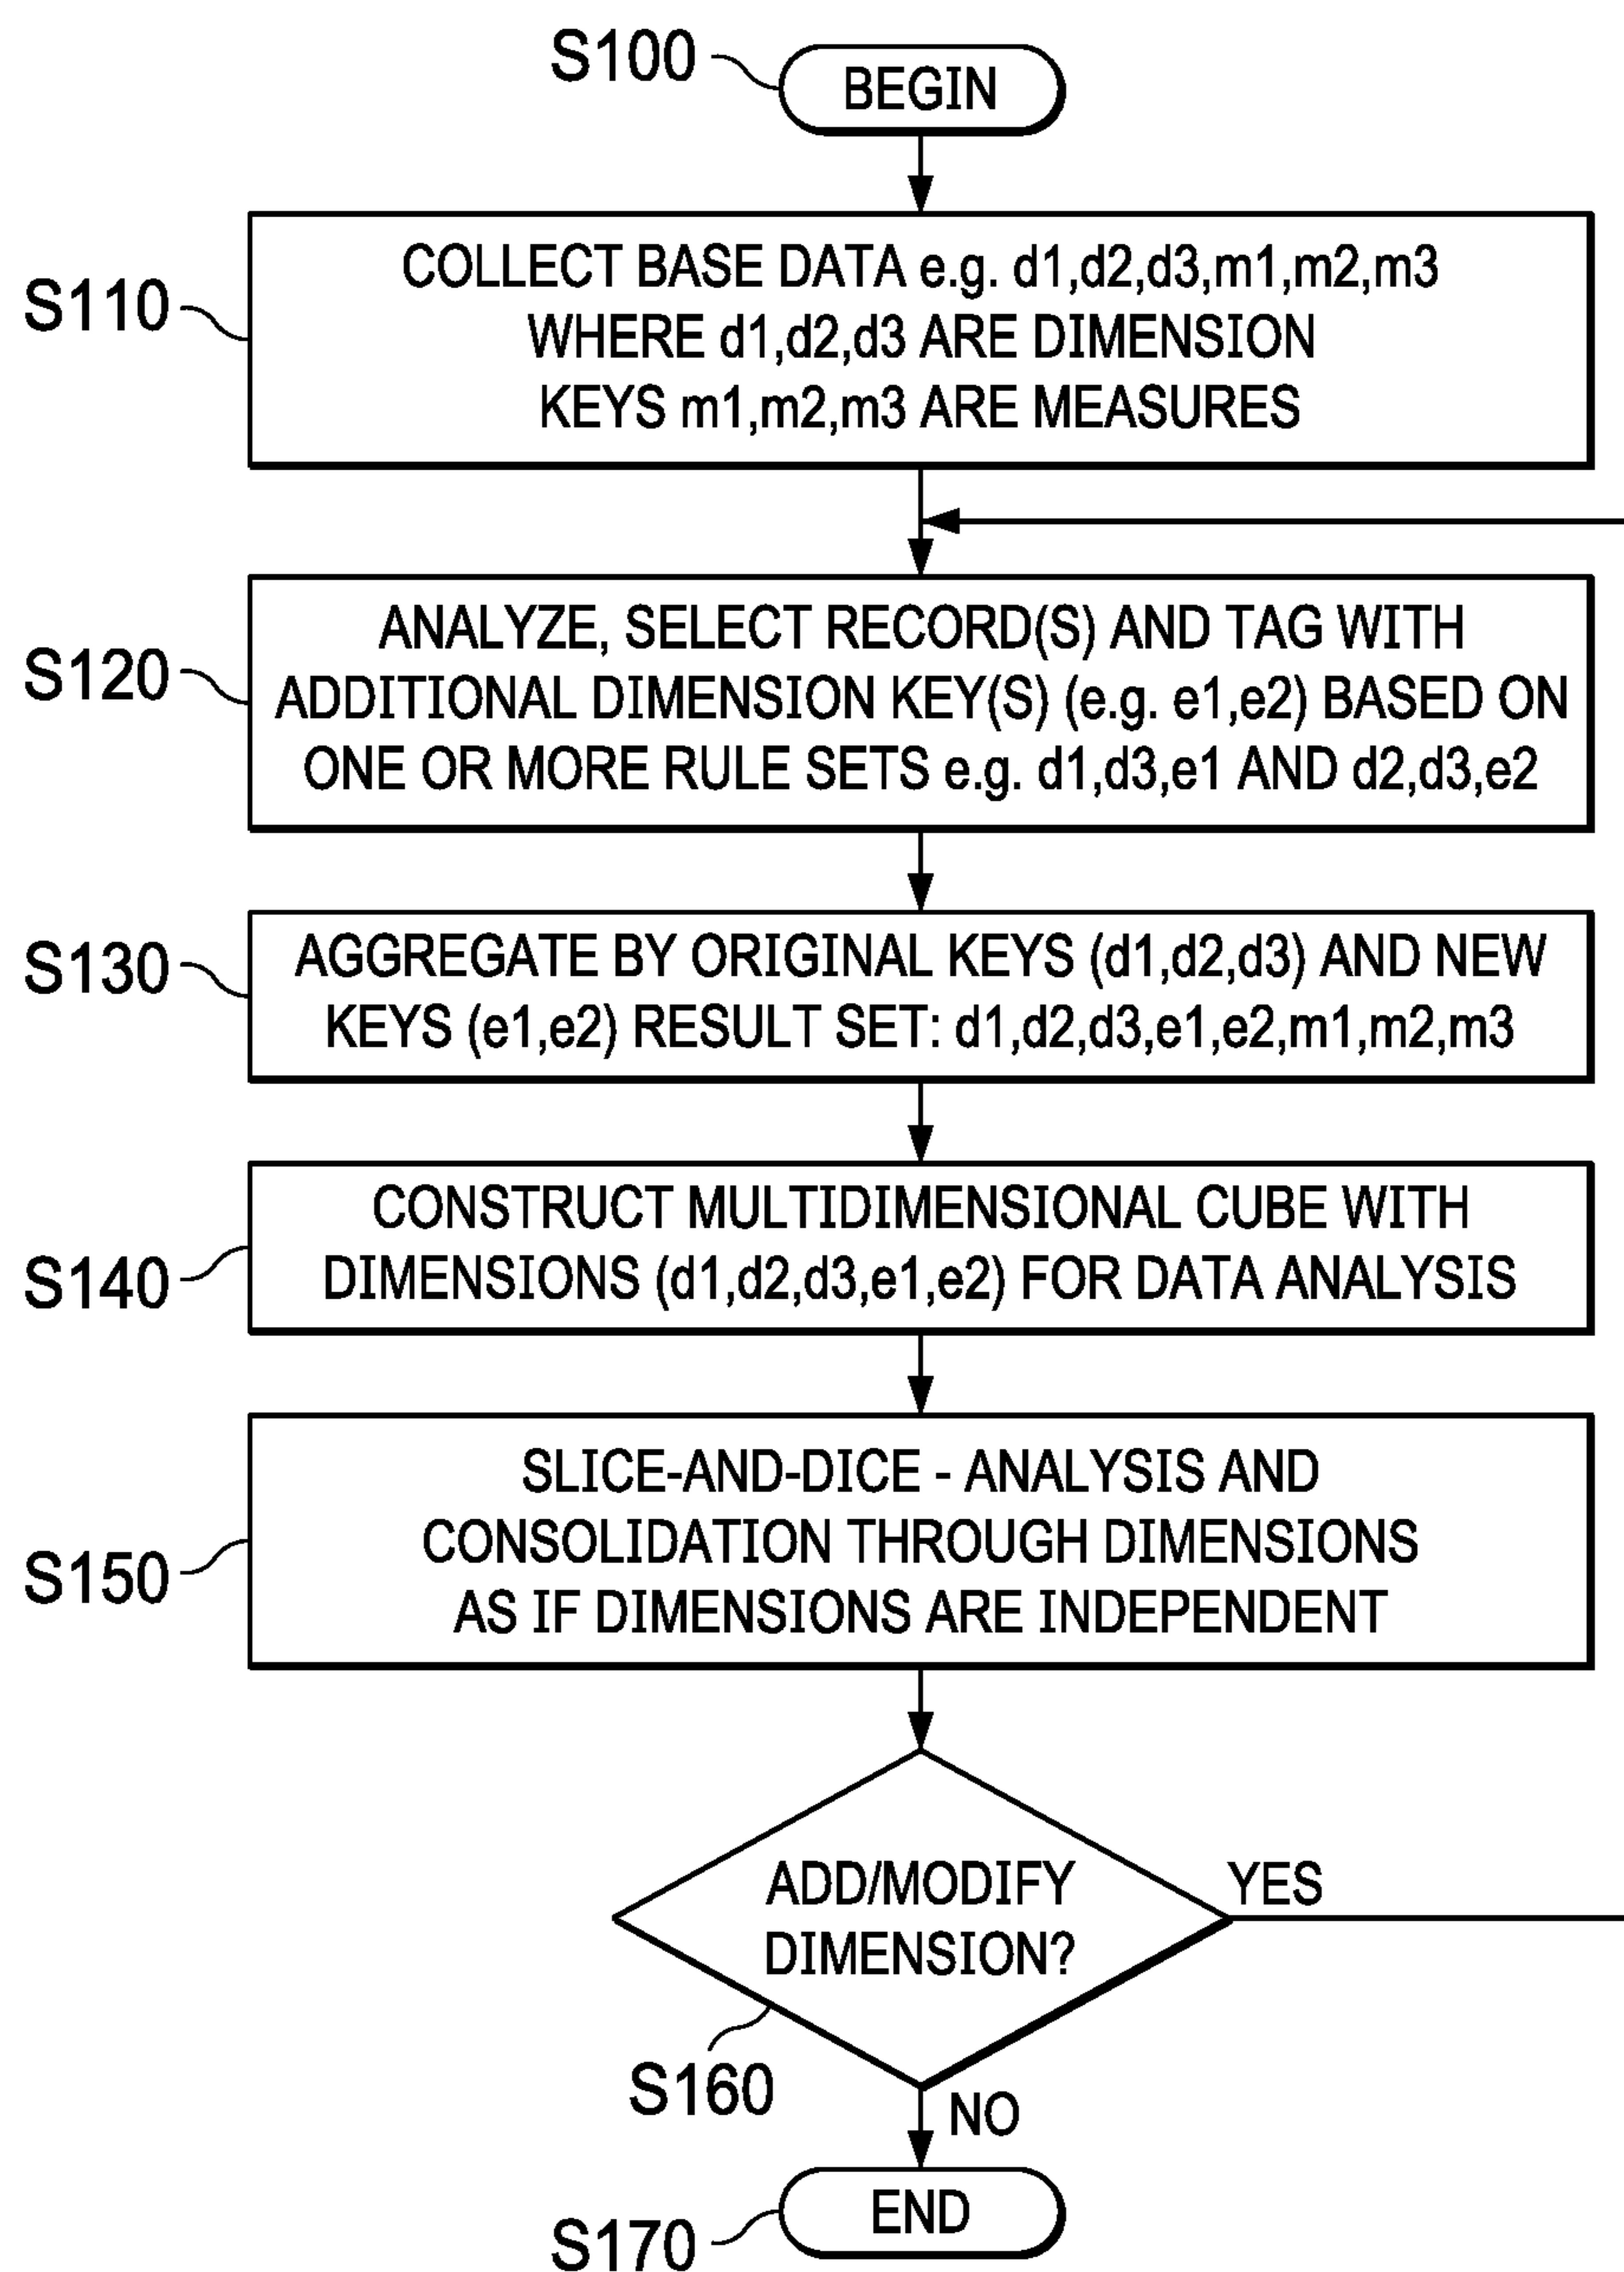 S100
BEGIN
S110
COLLECT BASE DATA e.g. d1,d2,d3,m1,m2,m3
WHERE d1,d2,d3 ARE DIMENSION
KEYS m1,m2,m3 ARE MEASURES
S120
ANALYZE, SELECT RECORD(S) AND TAG WITH
ADDITIONAL DIMENSION KEY(S) (e.g. e1,e2) BASED ON
ONE OR MORE RULE SETS e.g. d1,d3,e1 AND d2,d3,e2
S130
AGGREGATE BY ORIGINAL KEYS (d1,d2,d3) AND NEW
KEYS (e1,e2) RESULT SET: d1,d2,d3,e1,e2,m1,m2,m3
S140
CONSTRUCT MULTIDIMENSIONAL CUBE WITH
DIMENSIONS (d1,d2,d3,e1,e2) FOR DATA ANALYSIS
S150
SLICE-AND-DICE - ANALYSIS AND
CONSOLIDATION THROUGH DIMENSIONS
AS IF DIMENSIONS ARE INDEPENDENT
ADD/MODIFY
DIMENSION?
YES
S160
NO
END
S170